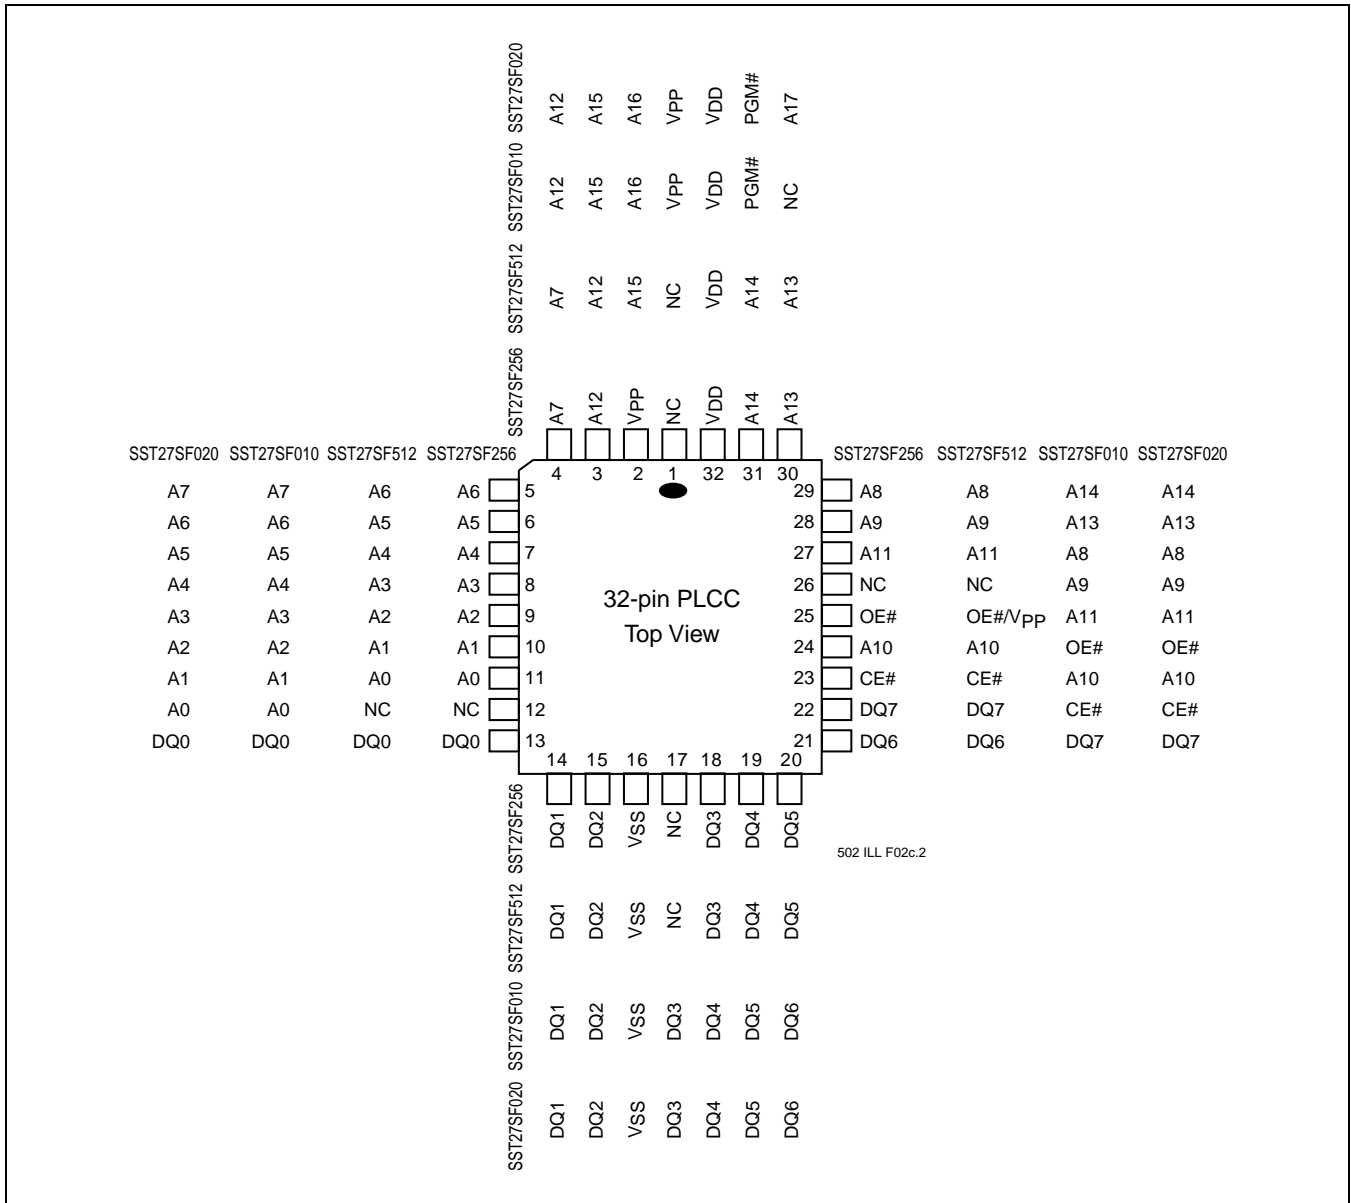 SST27SF020 A12 A15 A16 VPP VDD PGM# A17
SST27SF010 A12 A15 A16 VPP VDD PGM# NC
SST27SF512 A7 A12 A15 NC VDD A14 A13
SST27SF256 A7 A12 VPP NC VDD A14 A13
SST27SF020 SST27SF010 SST27SF512 SST27SF256 SST27SF256 SST27SF512 SST27SF010 SST27SF020
4 3 2 1 32 31 30
A7 A7 A6 A6 5 29 A8 A8 A14 A14
A6 A6 A5 A5 6 28 A9 A9 A13 A13
A5 A5 A4 A4 7 27 A11 A11 A8 A8
A4 A4 A3 A3 8 26 NC NC A9 A9
32-pin PLCC
A3 A3 A2 A2 9 25 OE# OE#/VPP A11 A11
Top View
A2 A2 A1 A1 10 24 A10 A10 OE# OE#
A1 A1 A0 A0 11 23 CE# CE# A10 A10
A0 A0 NC NC 12 22 DQ7 DQ7 CE# CE#
DQ0 DQ0 DQ0 DQ0 13 21 DQ6 DQ6 DQ7 DQ7
14 15 16 17 18 19 20
SST27SF256 DQ1 DQ2 VSS NC DQ3 DQ4 DQ5
502 ILL F02c.2
SST27SF512 DQ1 DQ2 VSS NC DQ3 DQ4 DQ5
SST27SF010 DQ1 DQ2 VSS DQ3 DQ4 DQ5 DQ6
SST27SF020 DQ1 DQ2 VSS DQ3 DQ4 DQ5 DQ6